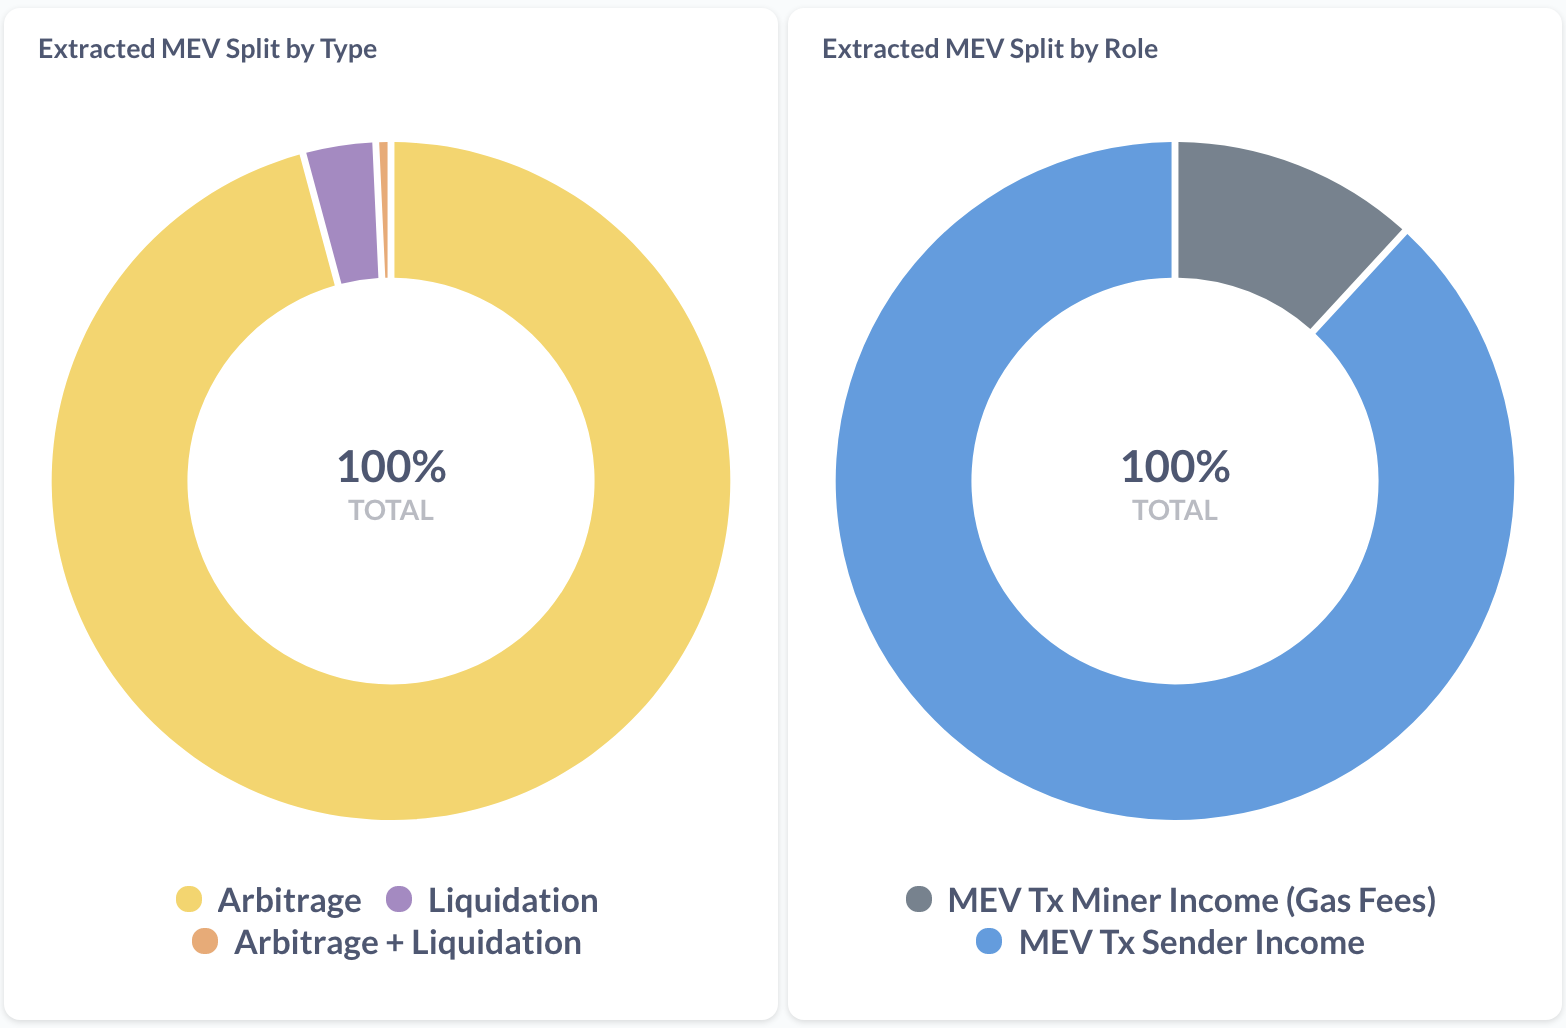 Extracted MEV Split by Type
100%
TOTAL
Arbitrage
Liquidation
Arbitrage + Liquidation
Extracted MEV Split by Role
100%
TOTAL
MEV Tx Miner Income (Gas Fees)
MEV Tx Sender Income